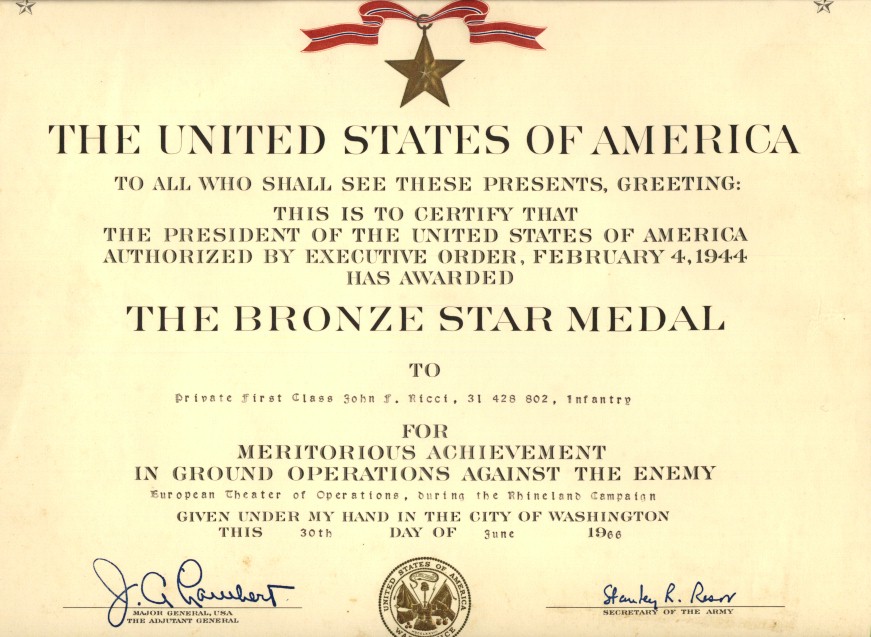 THE UNITED STATES OF AMERICA
TO ALL WHO SHALL SEE THESE PRESENTS, GREETING:
THIS IS TO CERTIFY THAT
THE PRESIDENT OF THE UNITED STATES OF AMERICA
AUTHORIZED BY EXECUTIVE ORDER, FEBRUARY 4, 1944
HAS AWARDED
THE BRONZE STAR MEDAL
TO
Private First Class John F. Ricci, 31 428 802, Infantry
FOR
MERITORIOUS ACHIEVEMENT
IN GROUND OPERATIONS AGAINST THE ENEMY
European Theater of Operations, during the Rhineland Campaign
GIVEN UNDER MY HAND IN THE CITY OF WASHINGTON
THIS 30th DAY OF June 1966
J. C. Lambert
MAJOR GENERAL, USA
THE ADJUTANT GENERAL
UNITED STATES OF AMERICA
Stanley R. Resor
SECRETARY OF THE ARMY